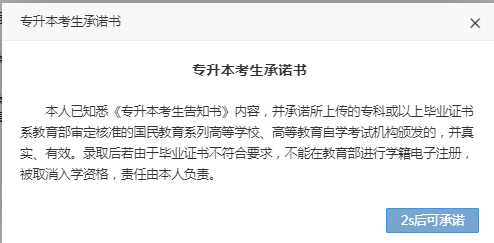 专升本考生承诺书
专升本考生承诺书
本人已知悉《专升本考生告知书》内容，并承诺所上传的专科或以上毕业证书
系教育部审定核准的国民教育系列高等学校、高等教育自学考试机构颁发的，并真
实、有效。录取后若由于毕业证书不符合要求，不能在教育部进行学籍电子注册，
被取消入学资格，责任由本人负责。
2s后可承诺